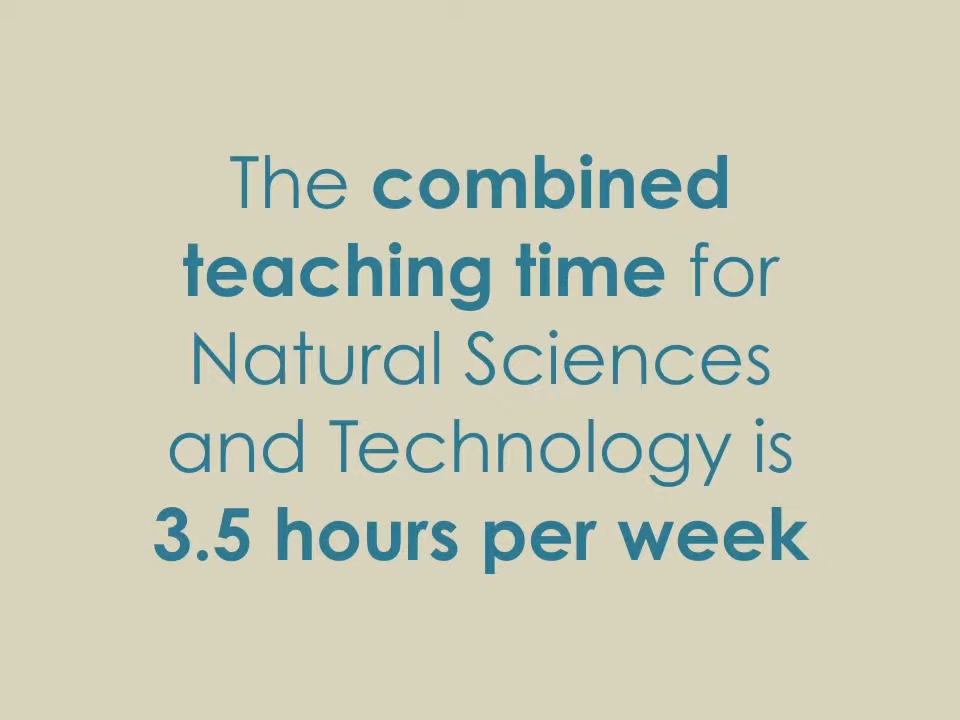 The combined
teaching time for
Natural Sciences
and Technology is
3.5 hours per week